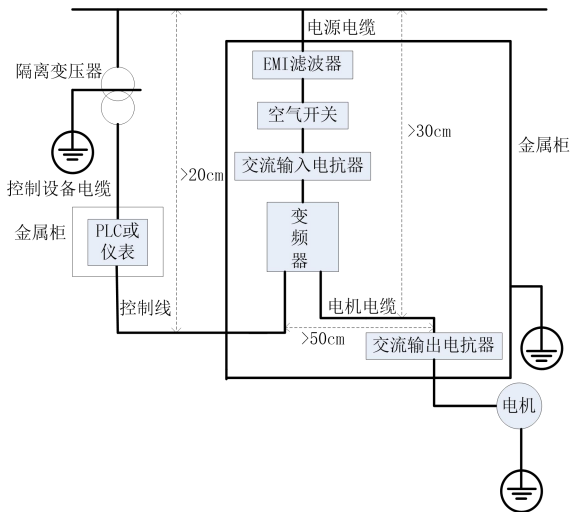 电源电缆
EMI滤波器
隔离变压器
空气开关
>30cm
金属柜
交流输入电抗器
>20cm
控制设备电缆
变
频
器
PLC或
仪表
金属柜
控制线
电机电缆
>50cm
交流输出电抗器
电机